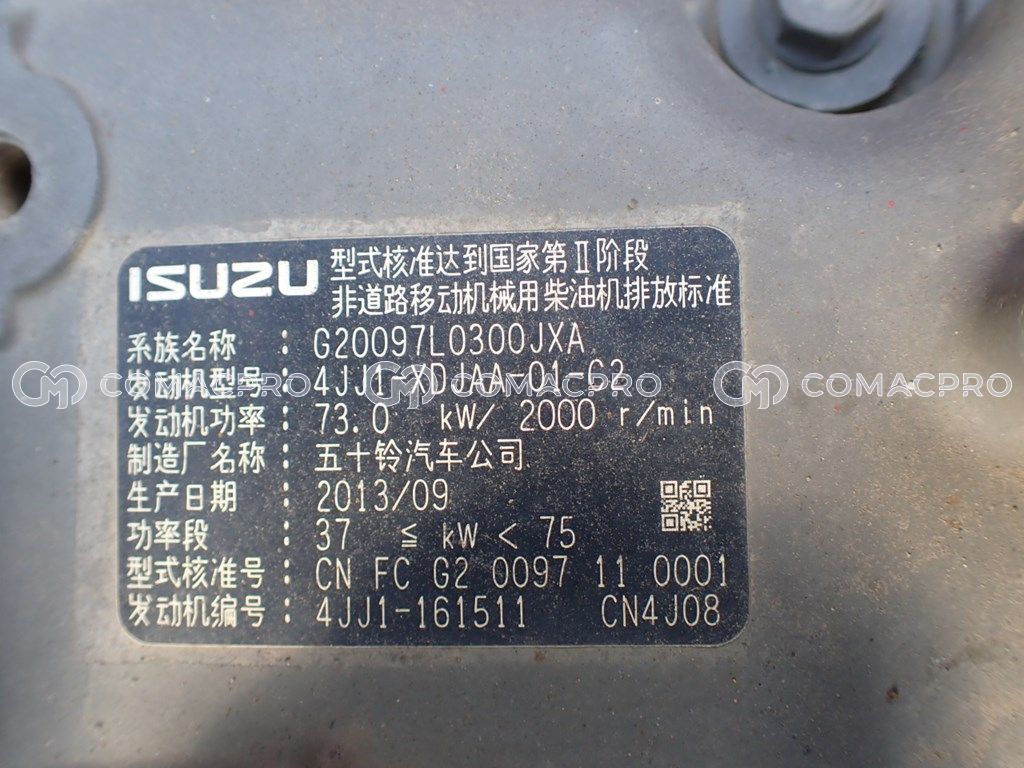 ISUZU 型式核准达到国家第Ⅱ阶段
非道路移动机械用柴油机排放标准
系族名称 : G20097L0300JXA
发动机型号: 4JJ1-XDJAA-01-C2
发动机功率: 73.0 kW/ 2000 r/min
制造厂名称: 五十铃汽车公司
生产日期 : 2013/09
功率段 : 37 ≦ kW < 75
型式核准号: CN FC G2 0097 11 0001
发动机编号: 4JJ1-161511 CN4J08
COMACPRO COMACPRO COMACPRO